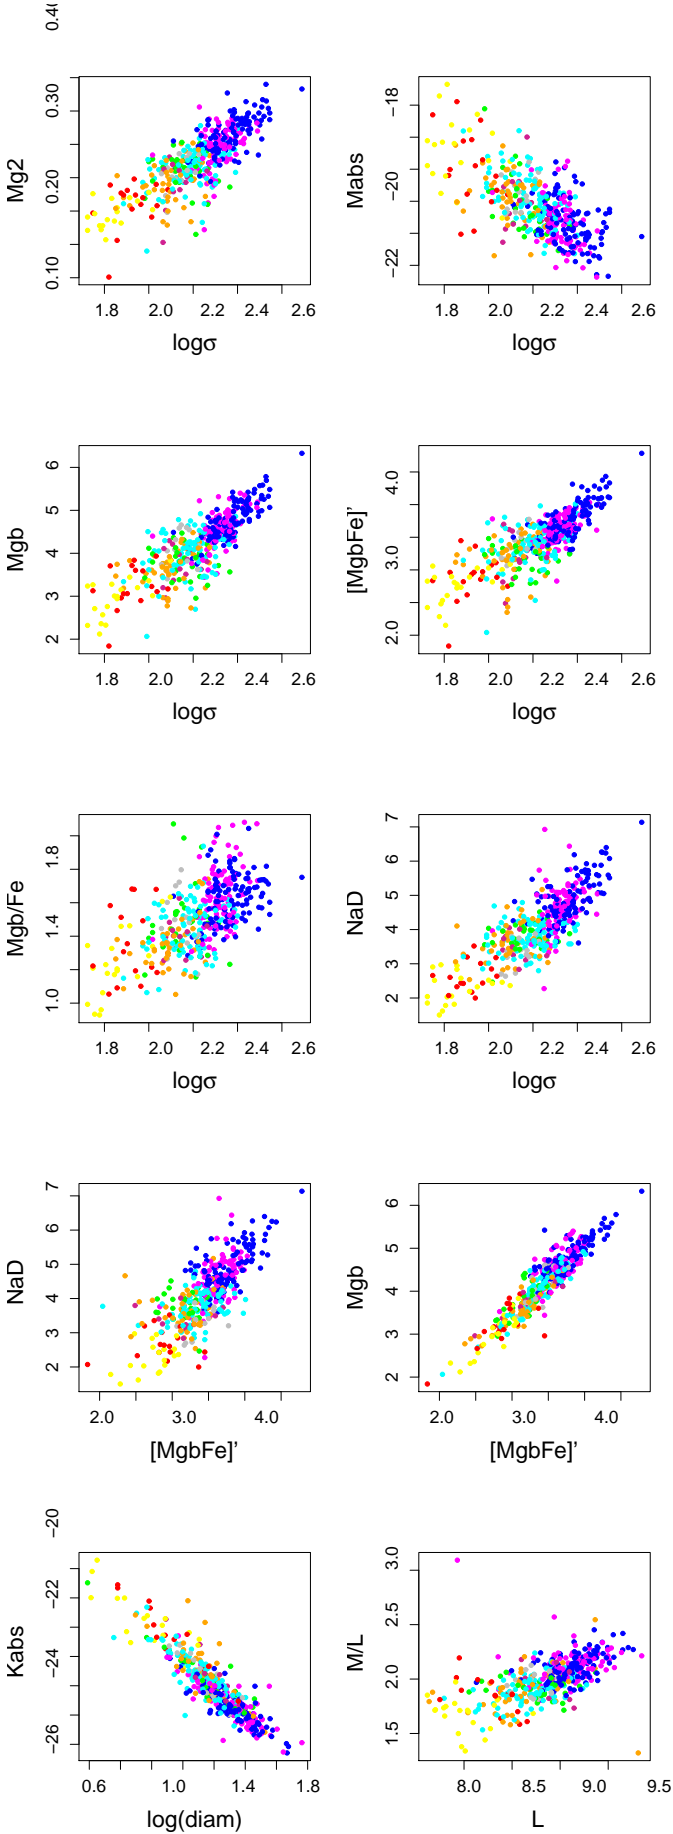 0.4
Mg2
0.10 0.20 0.30
1.8 2.0 2.2 2.4 2.6
logσ
Mabs
−22 −20 −18
1.8 2.0 2.2 2.4 2.6
logσ
Mgb
2 3 4 5 6
1.8 2.0 2.2 2.4 2.6
logσ
[MgbFe]’
2.0 3.0 4.0
1.8 2.0 2.2 2.4 2.6
logσ
Mgb/Fe
1.0 1.4 1.8
1.8 2.0 2.2 2.4 2.6
logσ
NaD
2 3 4 5 6 7
1.8 2.0 2.2 2.4 2.6
logσ
NaD
2 3 4 5 6 7
2.0 3.0 4.0
[MgbFe]’
Mgb
2 3 4 5 6
2.0 3.0 4.0
[MgbFe]’
Kabs
−26 −24 −22 −20
0.6 1.0 1.4 1.8
log(diam)
M/L
1.5 2.0 2.5 3.0
8.0 8.5 9.0 9.5
L